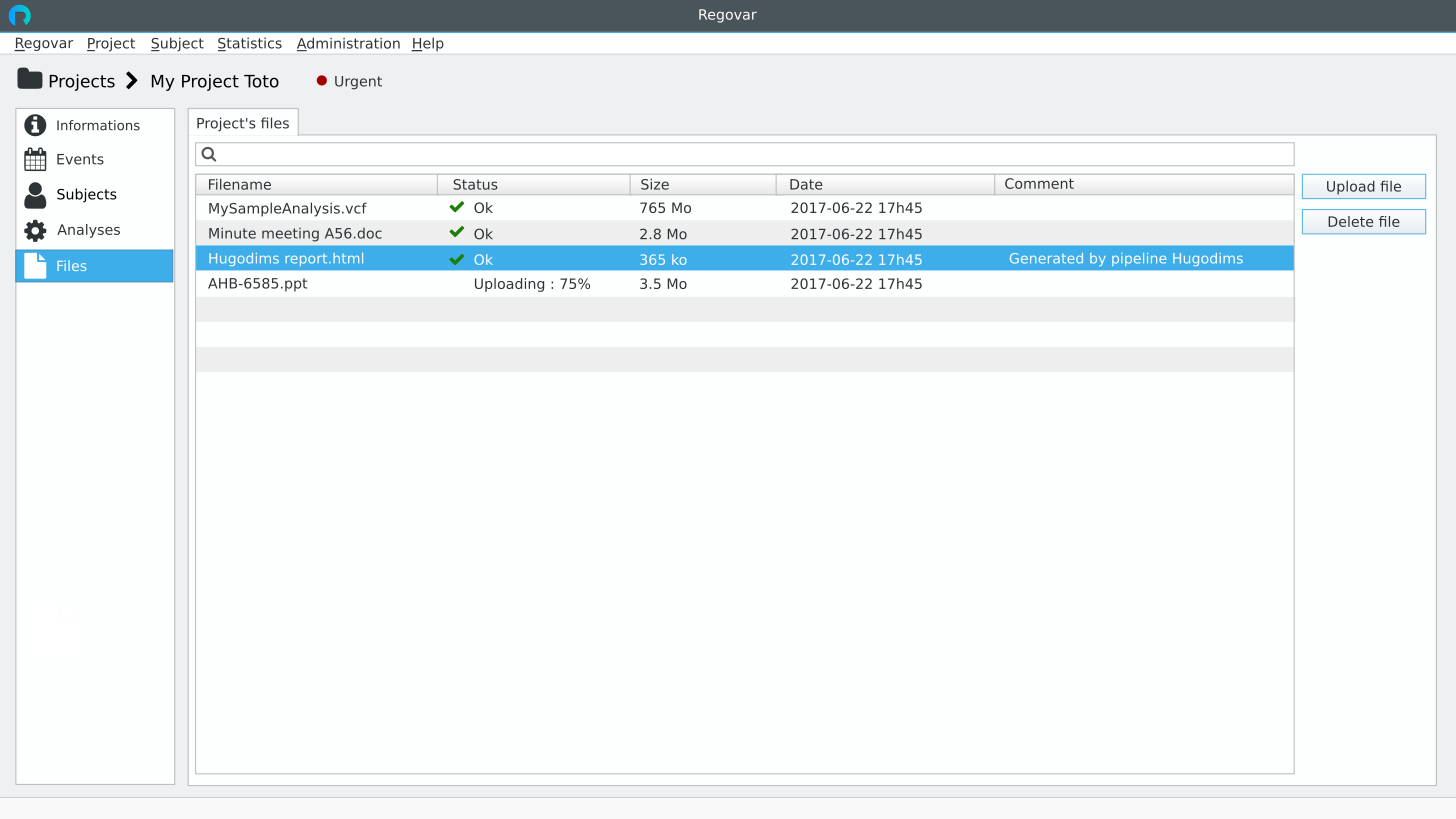 Regovar
Regovar Project Subject Statistics Administration Help
Projects My Project Toto Urgent
Informations
Events
Subjects
Analyses
Files
Project's files
Filename Status Size Date Comment
MySampleAnalysis.vcf Ok 765 Mo 2017-06-22 17h45
Minute meeting A56.doc Ok 2.8 Mo 2017-06-22 17h45
Hugodims report.html Ok 365 ko 2017-06-22 17h45 Generated by pipeline Hugodims
AHB-6585.ppt Uploading : 75% 3.5 Mo 2017-06-22 17h45
Upload file
Delete file